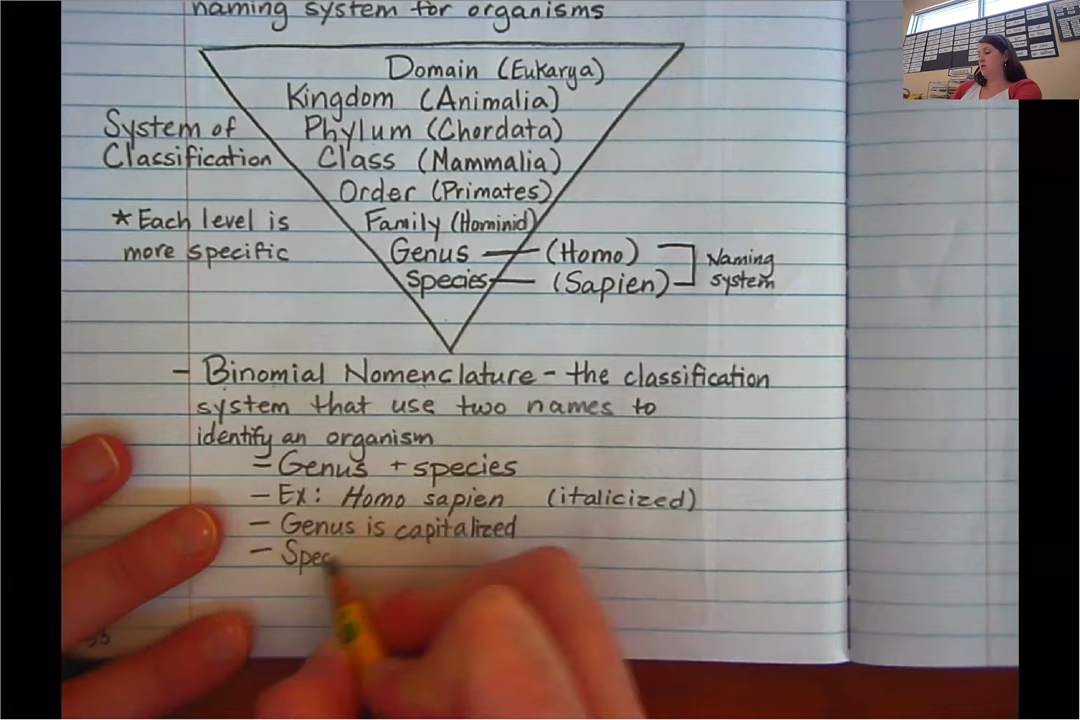 naming system for organisms
Domain (Eukarya)
Kingdom (Animalia)
System of
Classification
Phylum (Chordata)
Class (Mammalia)
Order (Primates)
* Each level is
more specific
Family (Hominid)
Genus — (Homo)
Species — (Sapien)
Naming
system
- Binomial Nomenclature - the classification
system that use two names to
identify an organism
- Genus + species
- Ex: Homo sapien (italicized)
- Genus is capitalized
- Spec